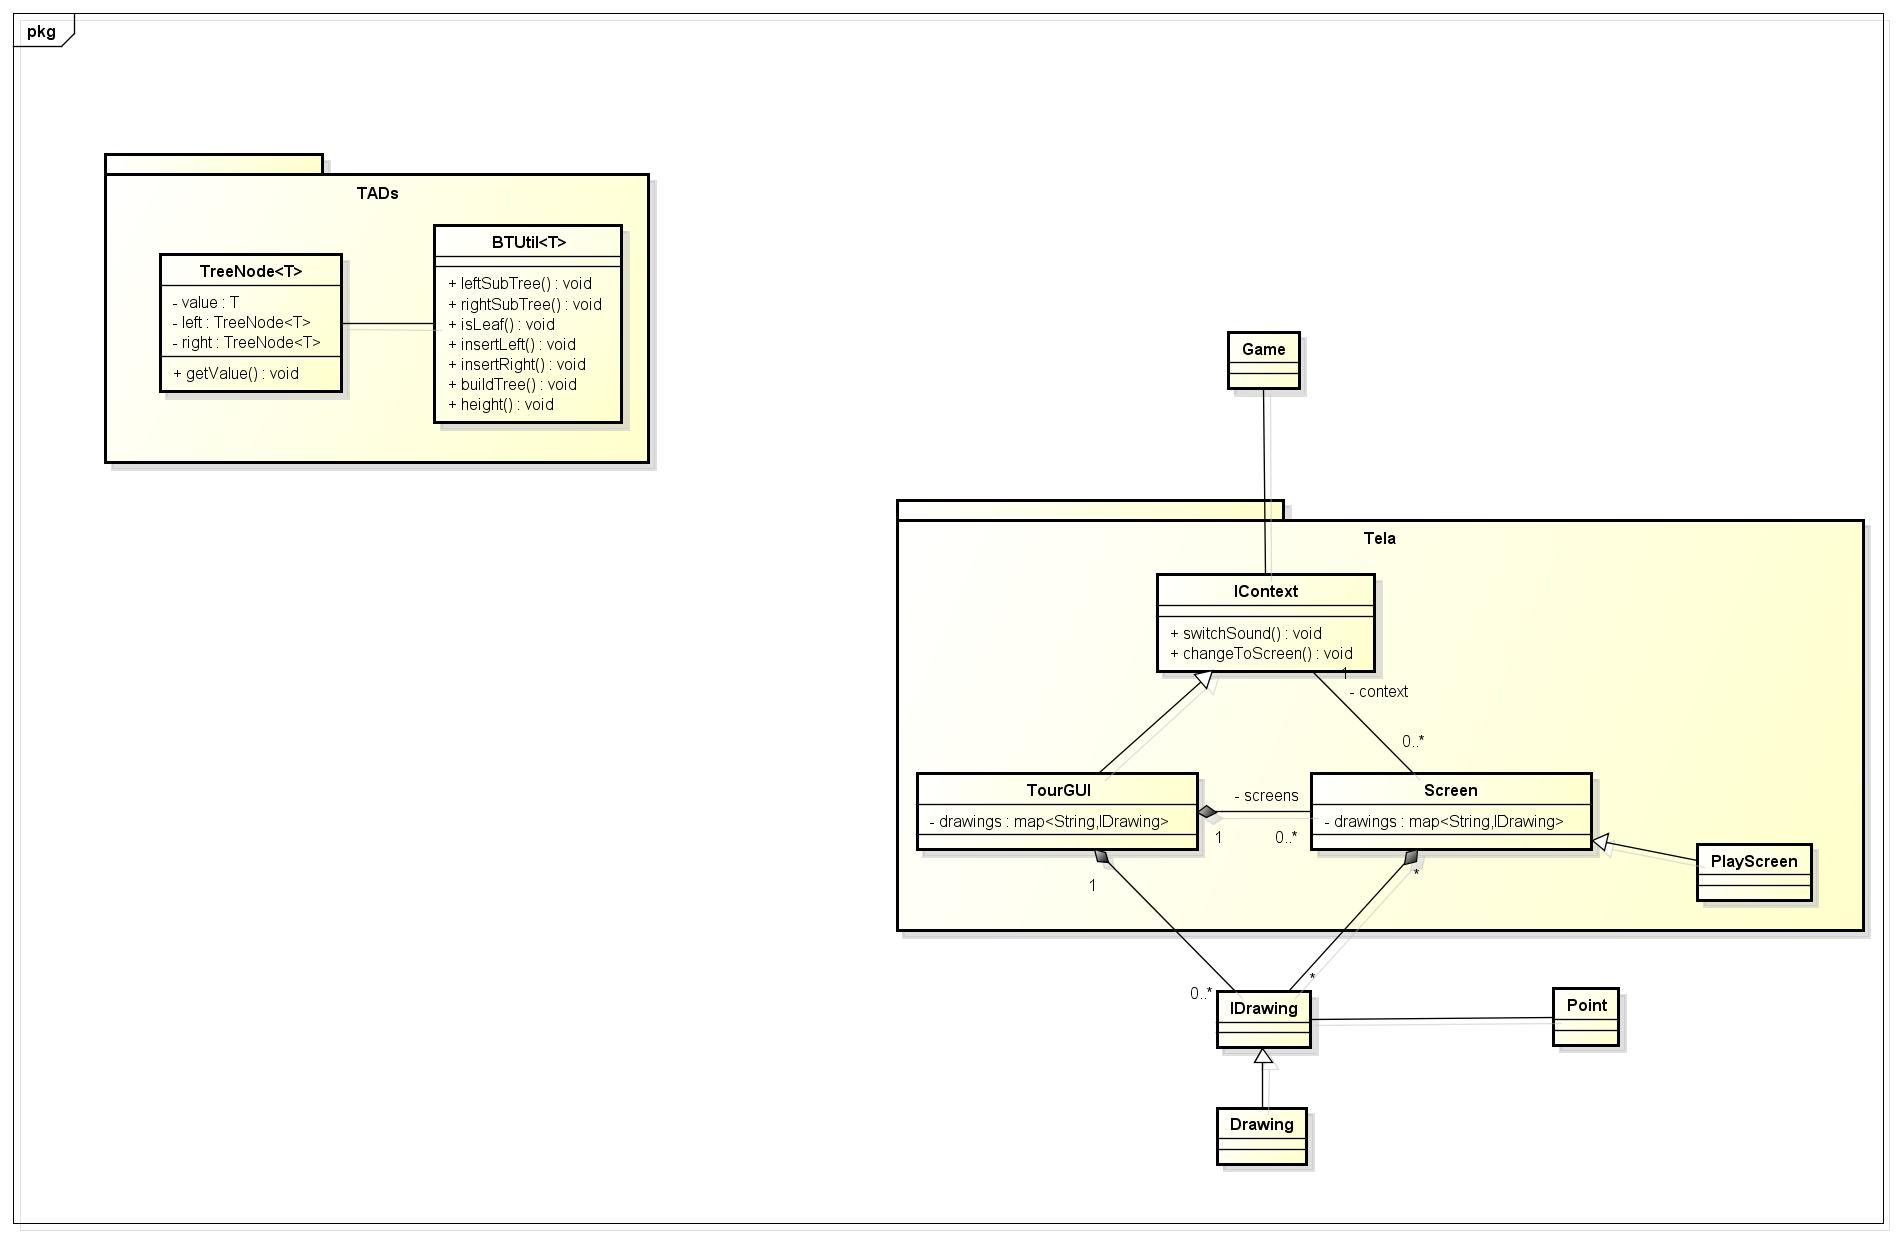 pkg
TADs
TreeNode<T>
- value : T
- left : TreeNode<T>
- right : TreeNode<T>
+ getValue() : void
BTUtil<T>
+ leftSubTree() : void
+ rightSubTree() : void
+ isLeaf() : void
+ insertLeft() : void
+ insertRight() : void
+ buildTree() : void
+ height() : void
Game
Tela
IContext
+ switchSound() : void
+ changeToScreen() : void
1
- context
0..*
TourGUI
- drawings : map<String,IDrawing>
- screens
1
0..*
Screen
- drawings : map<String,IDrawing>
PlayScreen
1
*
0..*
*
IDrawing
Point
Drawing